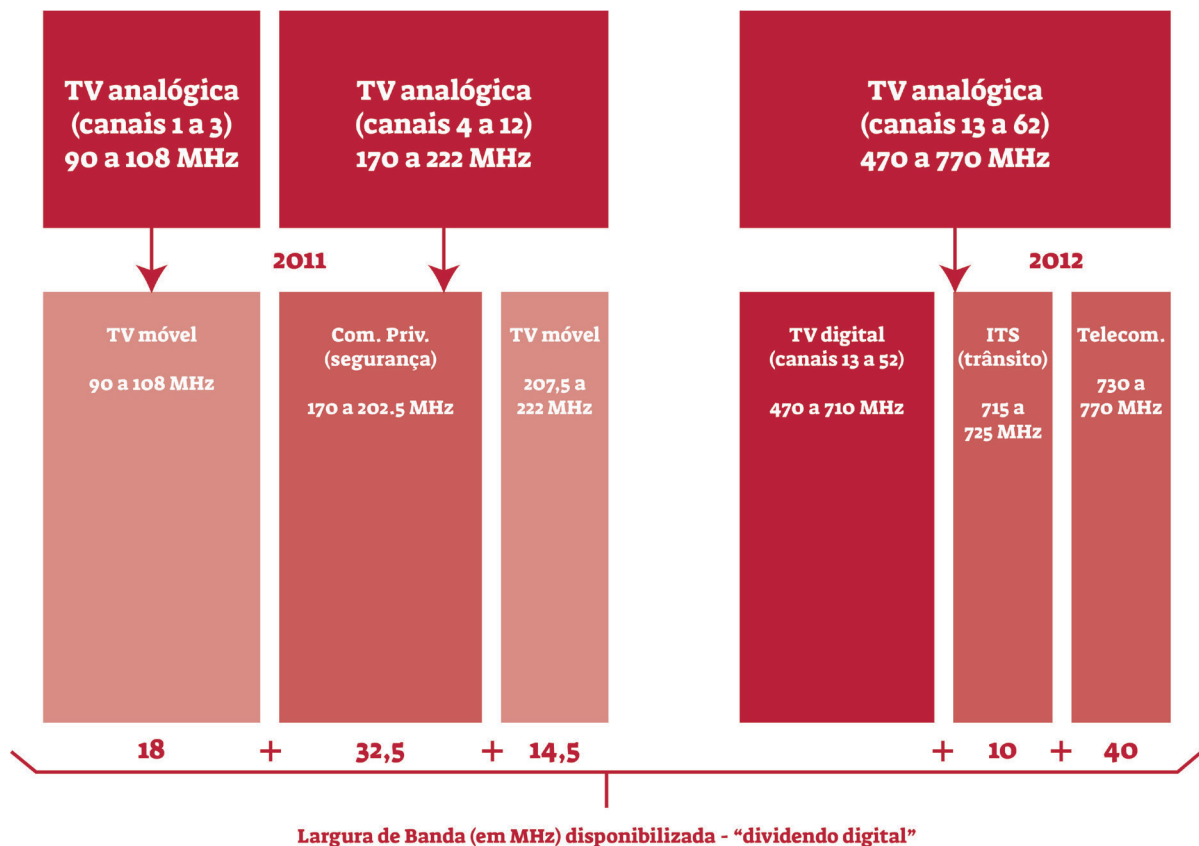 TV analógica
(canais 1 a 3)
90 a 108 MHz
TV analógica
(canais 4 a 12)
170 a 222 MHz
TV analógica
(canais 13 a 62)
470 a 770 MHz
2011
2012
TV móvel
90 a 108 MHz
Com. Priv.
(segurança)
170 a 202.5 MHz
TV móvel
207,5 a
222 MHz
TV digital
(canais 13 a 52)
470 a 710 MHz
ITS
(trânsito)
715 a
725 MHz
Telecom.
730 a
770 MHz
18 + 32,5 + 14,5 + 10 + 40
Largura de Banda (em MHz) disponibilizada - “dividendo digital”